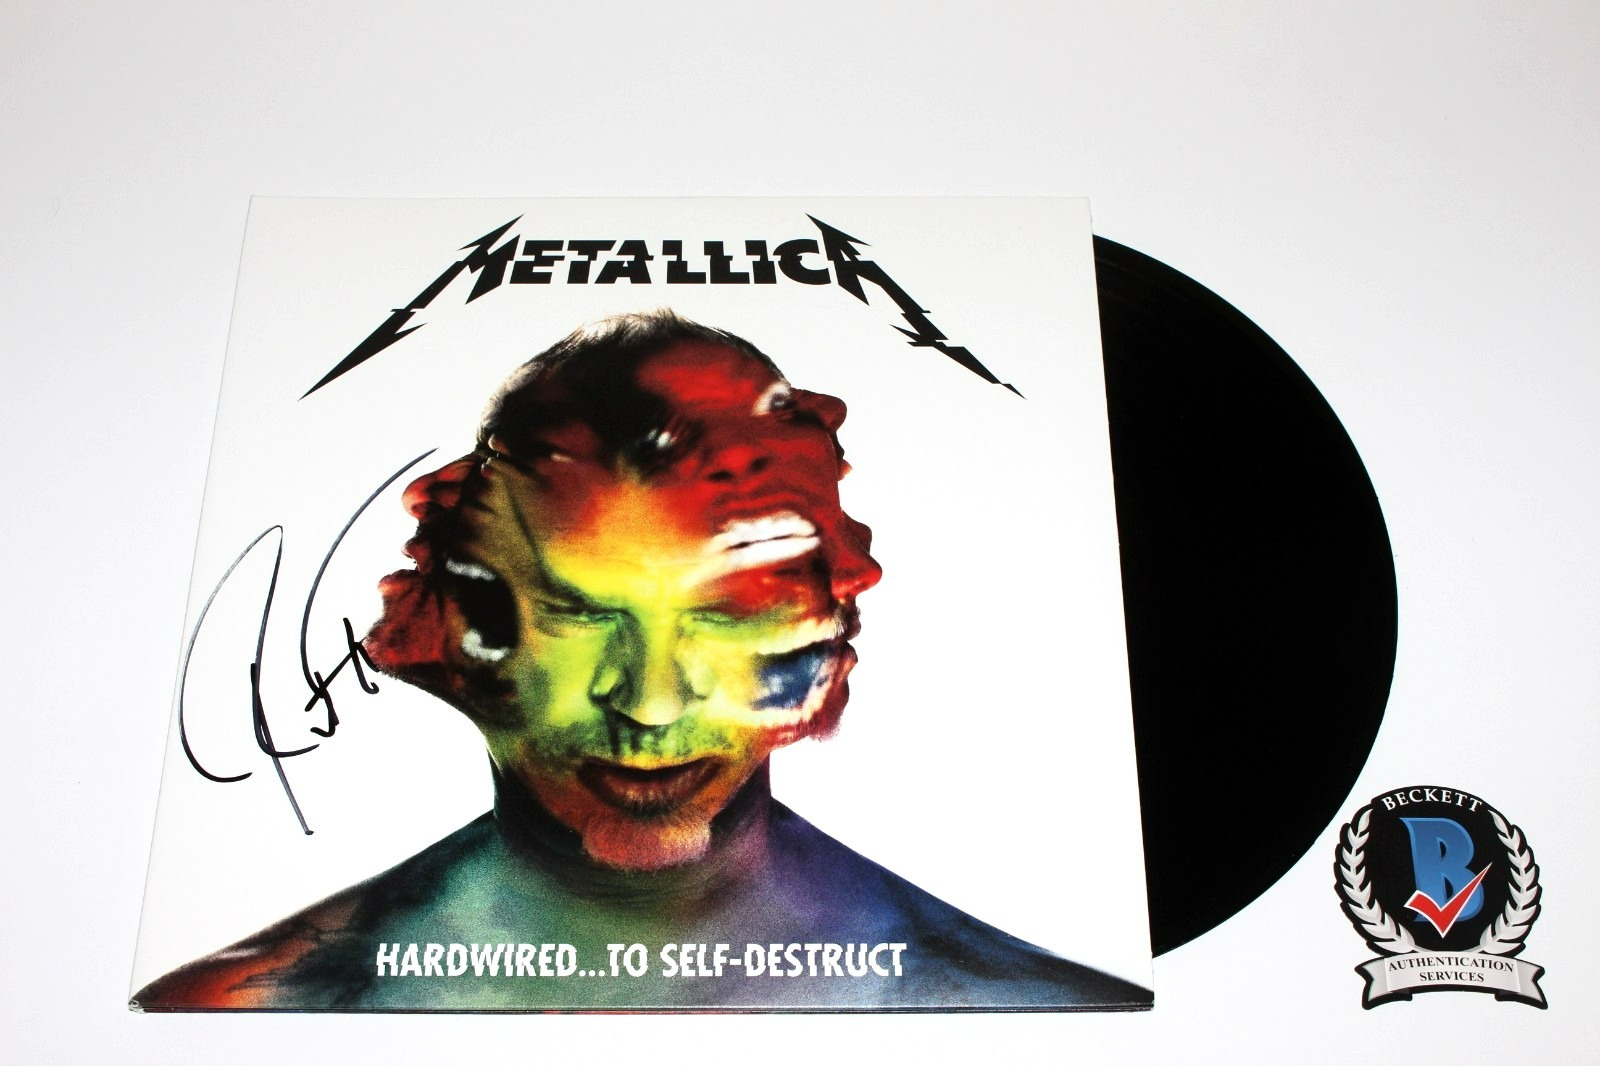 METALLICA
HARDWIRED...TO SELF-DESTRUCT
BECKETT
B
AUTHENTICATION
SERVICES